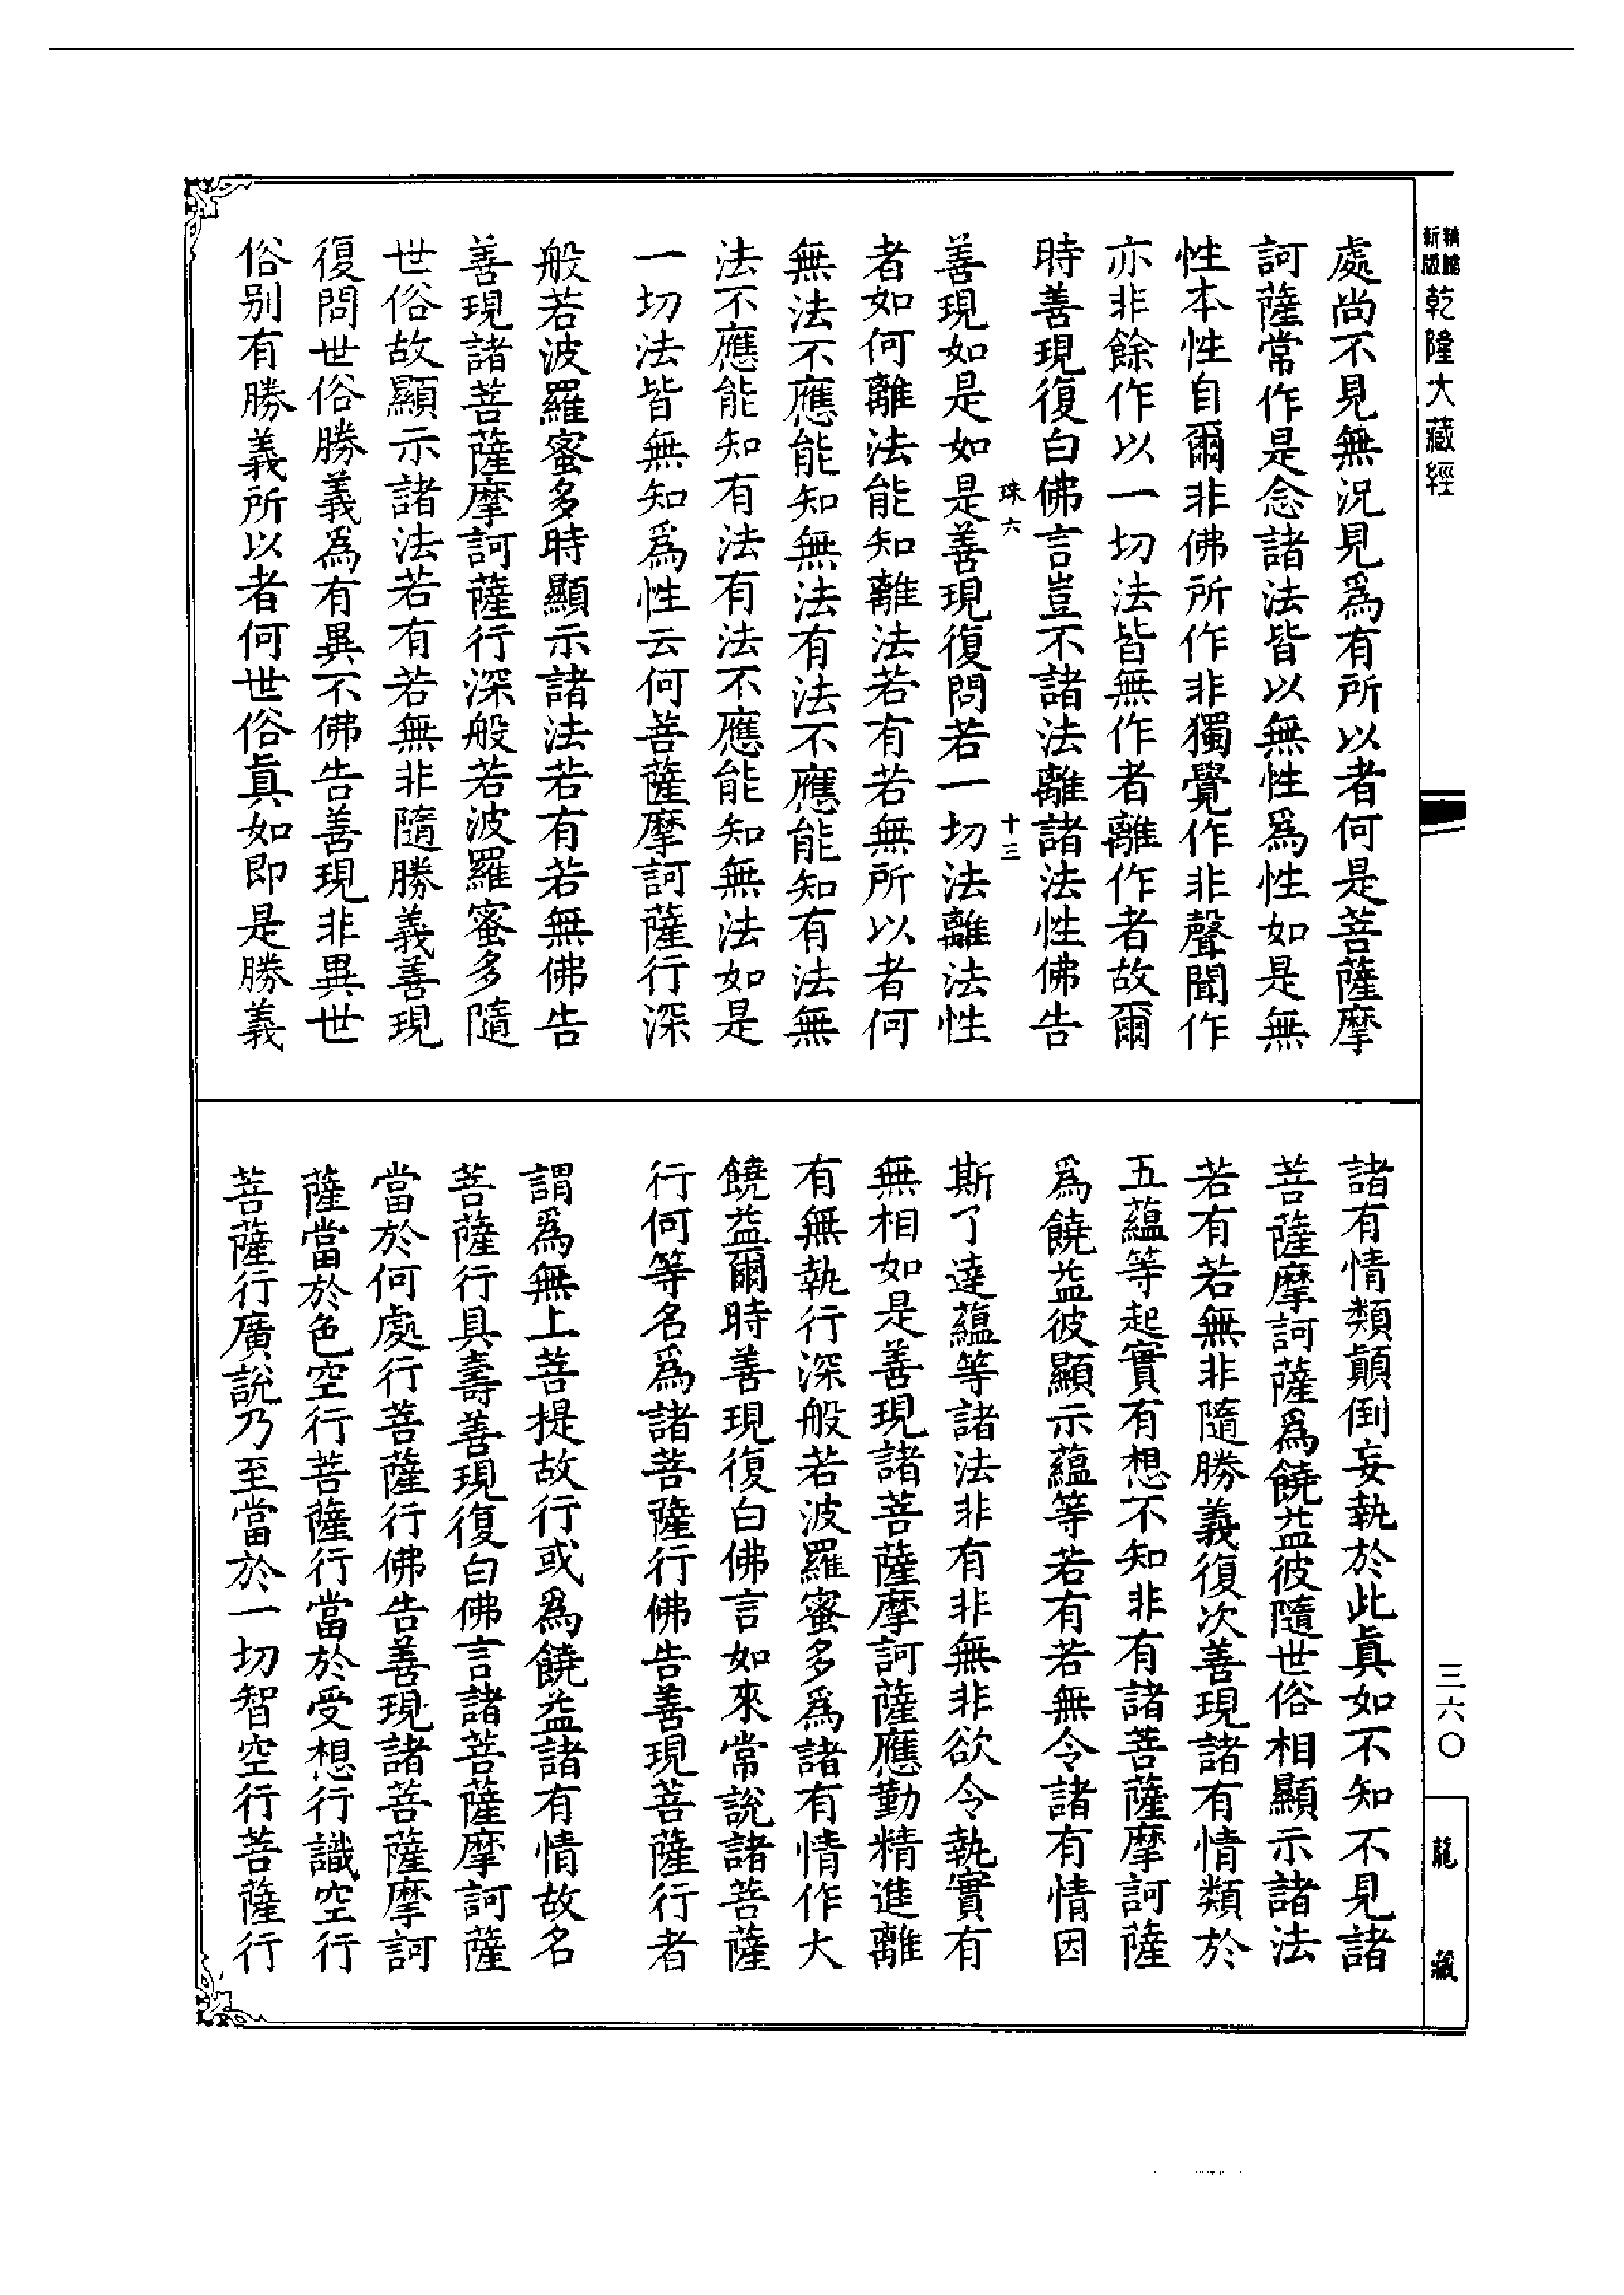 乾隆大藏經
處尚不見無況見爲有所以者何是菩薩摩
訶薩常作是念諸法皆以無性爲性如是無
性本性自爾非佛所作非獨覺作非聲聞作
亦非餘作以一切法皆無作者離作者故爾
時善現復白佛言豈不諸法離諸法性佛告
珠六
十三
善現如是如是善現復問若一切法離法性
者如何離法能知離法若有若無所以者何
無法不應能知無法有法不應能知有法無
法不應能知有法有法不應能知無法如是
一切法皆無知爲性云何菩薩摩訶薩行深
般若波羅蜜多時顯示諸法若有若無佛告
善現諸菩薩摩訶薩行深般若波羅蜜多隨
世俗故顯示諸法若有若無非隨勝義善現
復問世俗勝義爲有異不佛告善現非異世
俗別有勝義所以者何世俗眞如即是勝義
諸有情類顛倒妄執於此眞如不知不見諸
菩薩摩訶薩爲饒益彼隨世俗相顯示諸法
若有若無非隨勝義復次善現諸有情類於
五蘊等起實有想不知非有諸菩薩摩訶薩
爲饒益彼顯示蘊等若有若無令諸有情因
斯了達蘊等諸法非有非無非欲令執實有
無相如是善現諸菩薩摩訶薩應勤精進離
有無執行深般若波羅蜜多爲諸有情作大
饒益爾時善現復白佛言如來常說諸菩薩
行何等名爲諸菩薩行佛告善現菩薩行者
謂爲無上菩提故行或爲饒益諸有情故名
菩薩行具壽善現復白佛言諸菩薩摩訶薩
當於何處行菩薩行佛告善現諸菩薩摩訶
薩當於色空行菩薩行當於受想行識空行
菩薩行廣說乃至當於一切智空行菩薩行
三六〇
龍藏